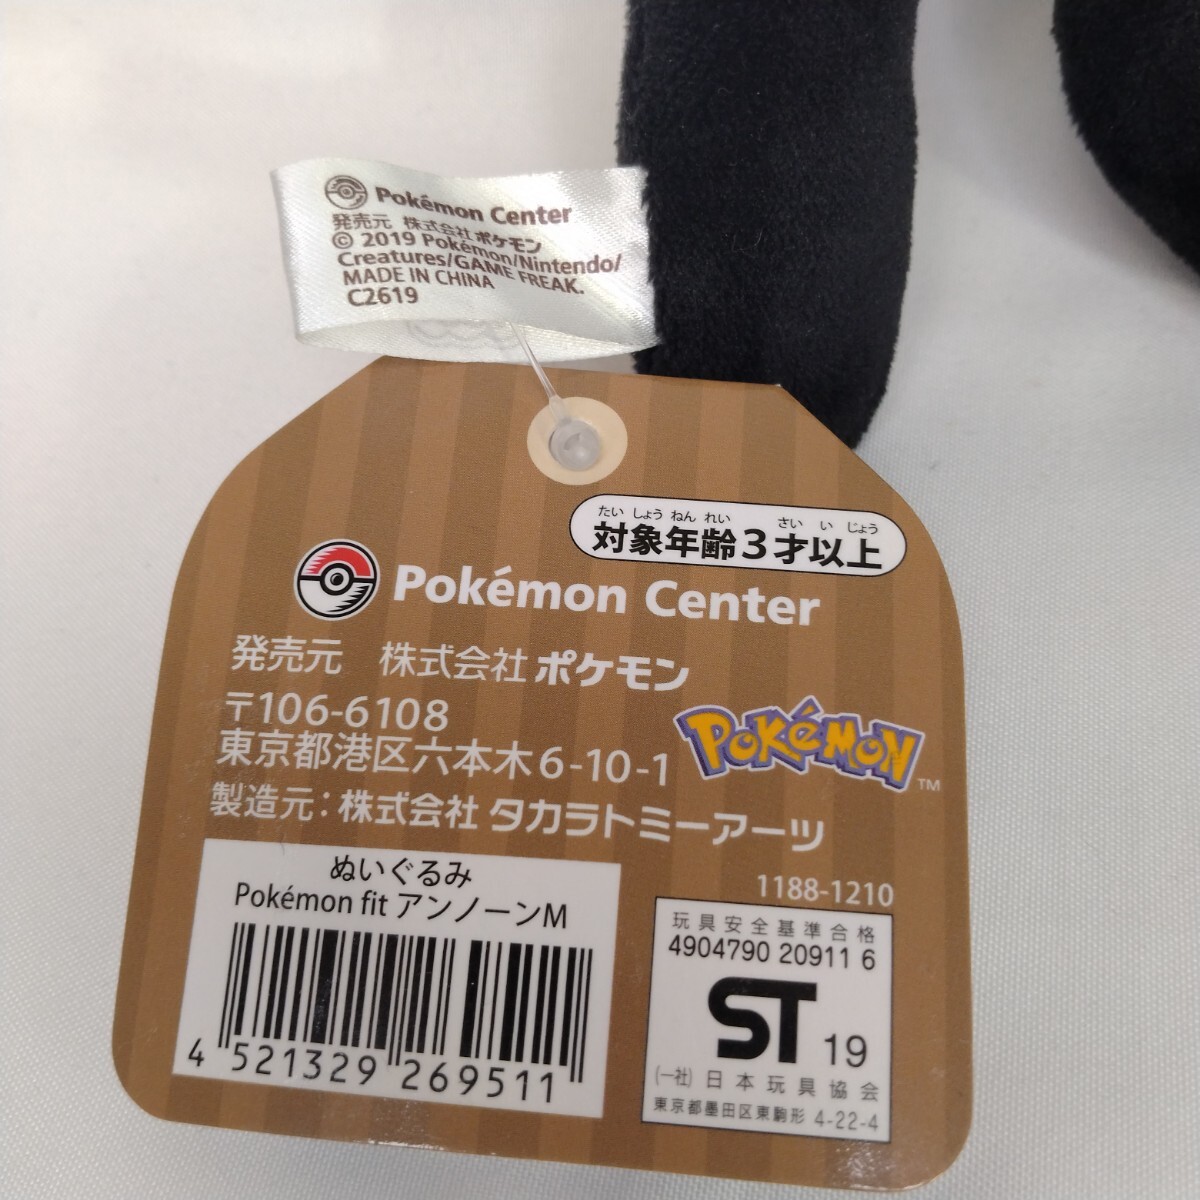 Pokémon Center
発売元 株式会社 ポケモン
© 2019 Pokémon/Nintendo/
Creatures/GAME FREAK.
MADE IN CHINA
C2619
たい しょう ねん れい さい い じょう
対象年齢3才以上
Pokémon Center
発売元 株式会社 ポケモン
〒106-6108
東京都港区六本木6-10-1
POKéMON™
製造元:株式会社 タカラトミーアーツ
1188-1210
ぬいぐるみ
Pokémon fit アンノーンM
4 521329 269511
玩具安全基準合格
4904790 20911 6
ST 19
(一社) 日本玩具協会
東京都墨田区東駒形 4-22-4